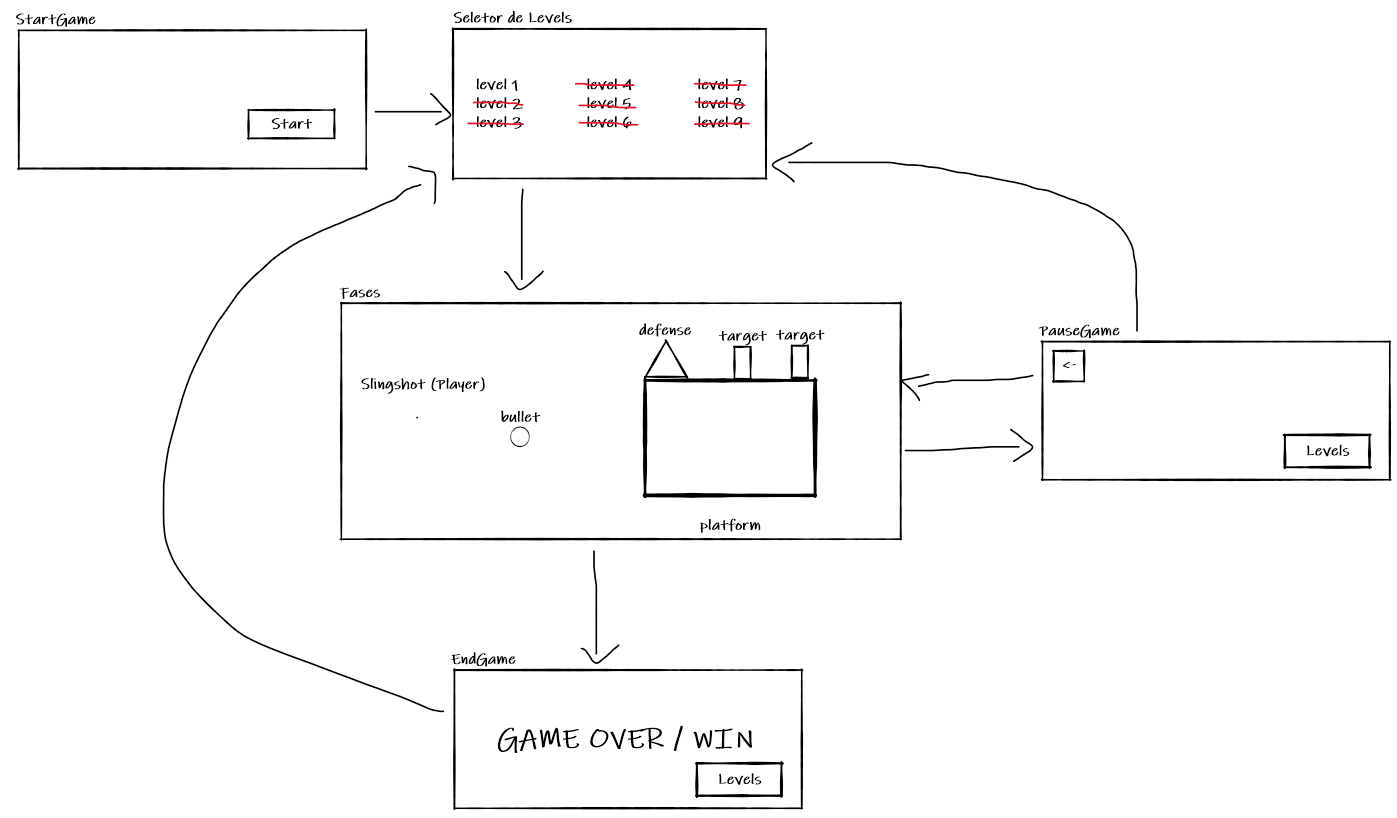 StartGame
Start
Seletor de Levels
level 1
level 2
level 3
level 4
level 5
level 6
level 7
level 8
level 9
Fases
Slingshot (Player)
bullet
defense
target
target
platform
PauseGame
<-
Levels
EndGame
GAME OVER / WIN
Levels